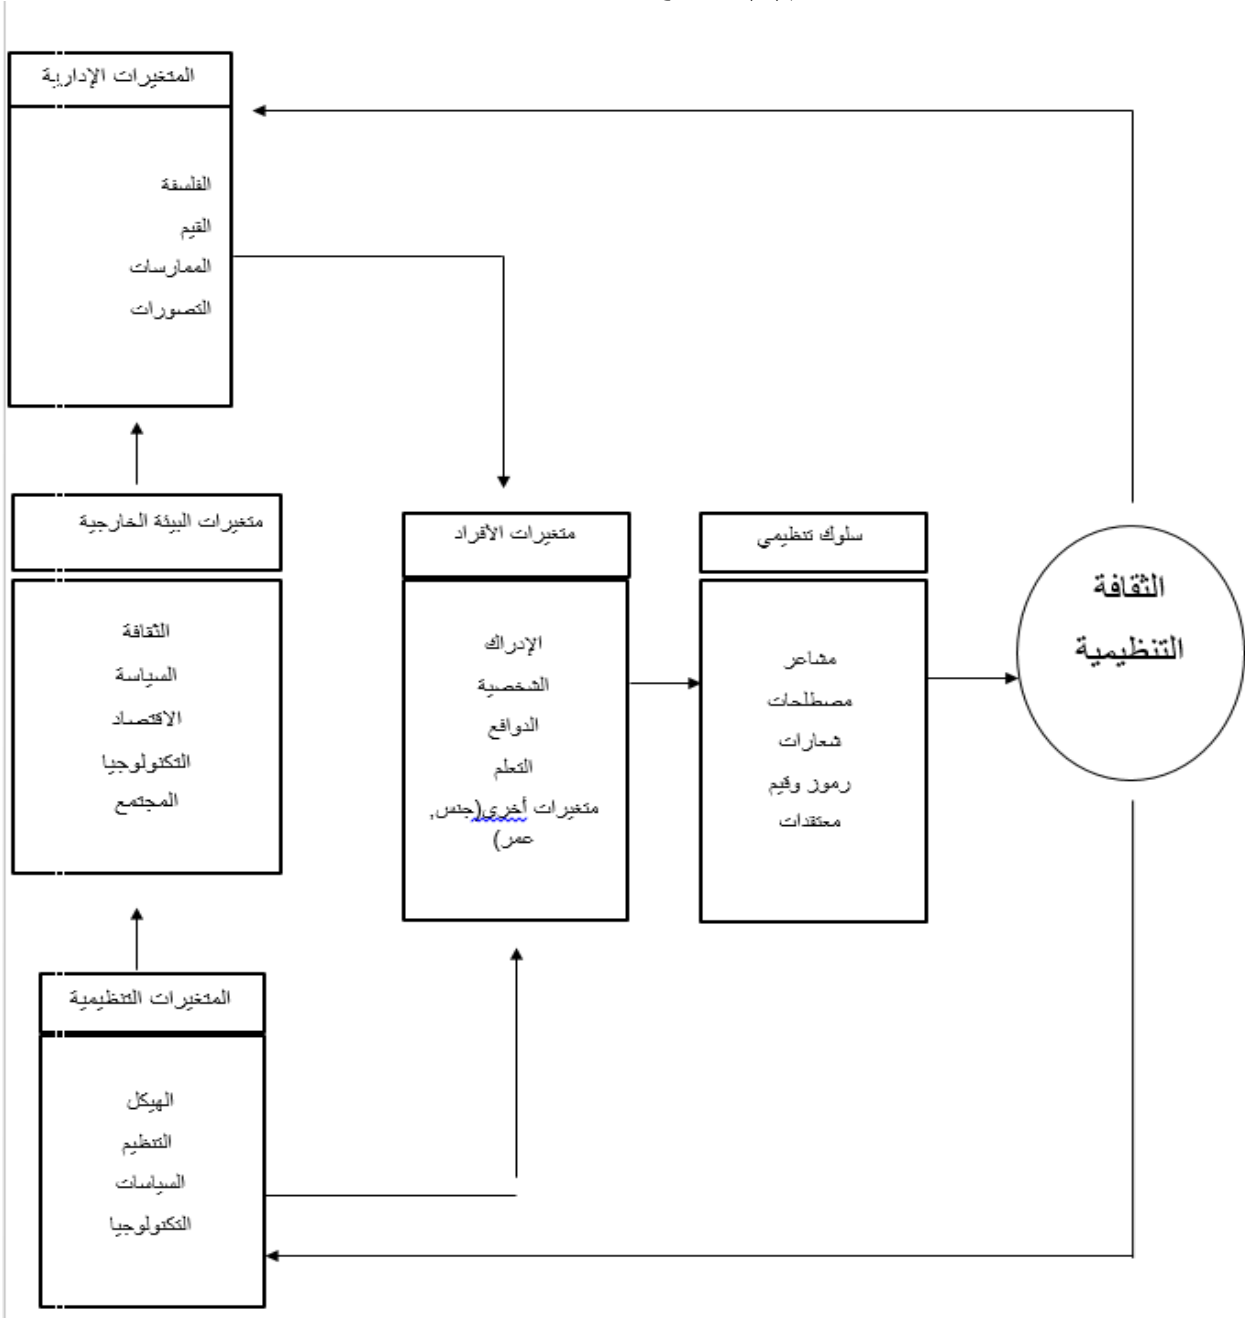 المتغيرات الإدارية
الفلسفة
القيم
الممارسات
التصورات
متغيرات البيئة الخارجية
الثقافة
السياسة
الاقتصاد
التكنولوجيا
المجتمع
المتغيرات التنظيمية
الهيكل
التنظيم
السياسات
التكنولوجيا
متغيرات الأفراد
الإدراك
الشخصية
الدوافع
التعلم
متغيرات أخرى(جنس,
عمر)
سلوك تنظيمي
مشاعر
مصطلحات
شعارات
رموز وقيم
معتقدات
الثقافة
التنظيمية